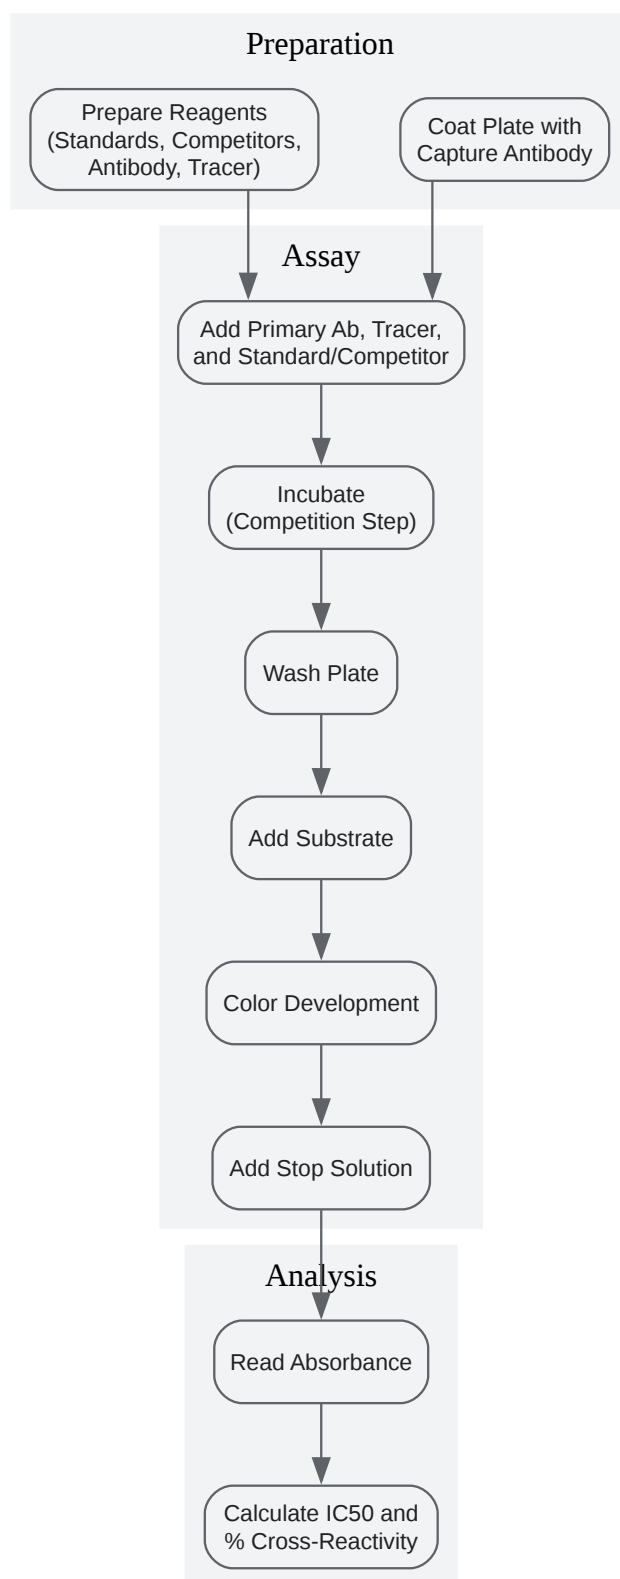 Preparation
Prepare Reagents
(Standards, Competitors,
Antibody, Tracer)
Coat Plate with
Capture Antibody
Assay
Add Primary Ab, Tracer,
and Standard/Competitor
Incubate
(Competition Step)
Wash Plate
Add Substrate
Color Development
Add Stop Solution
Analysis
Read Absorbance
Calculate IC50 and
% Cross-Reactivity